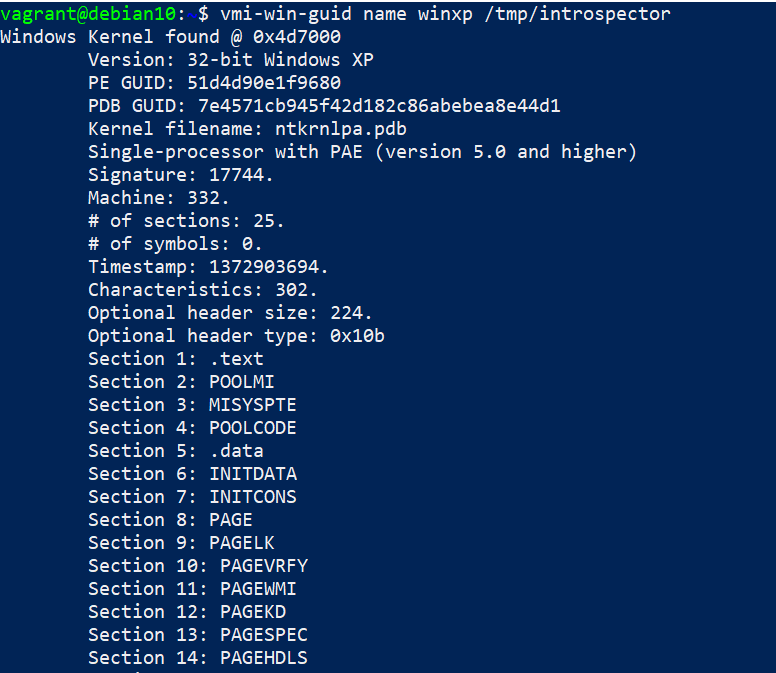 vagrant@debian10:~$ vmi-win-guid name winxp /tmp/introspector
Windows Kernel found @ 0x4d7000
Version: 32-bit Windows XP
PE GUID: 51d4d90e1f9680
PDB GUID: 7e4571cb945f42d182c86abebea8e44d1
Kernel filename: ntkrnlpa.pdb
Single-processor with PAE (version 5.0 and higher)
Signature: 17744.
Machine: 332.
# of sections: 25.
# of symbols: 0.
Timestamp: 1372903694.
Characteristics: 302.
Optional header size: 224.
Optional header type: 0x10b
Section 1: .text
Section 2: POOLMI
Section 3: MISYSPTE
Section 4: POOLCODE
Section 5: .data
Section 6: INITDATA
Section 7: INITCONS
Section 8: PAGE
Section 9: PAGELK
Section 10: PAGEVRFY
Section 11: PAGEWMI
Section 12: PAGEKD
Section 13: PAGESPEC
Section 14: PAGEHDLS